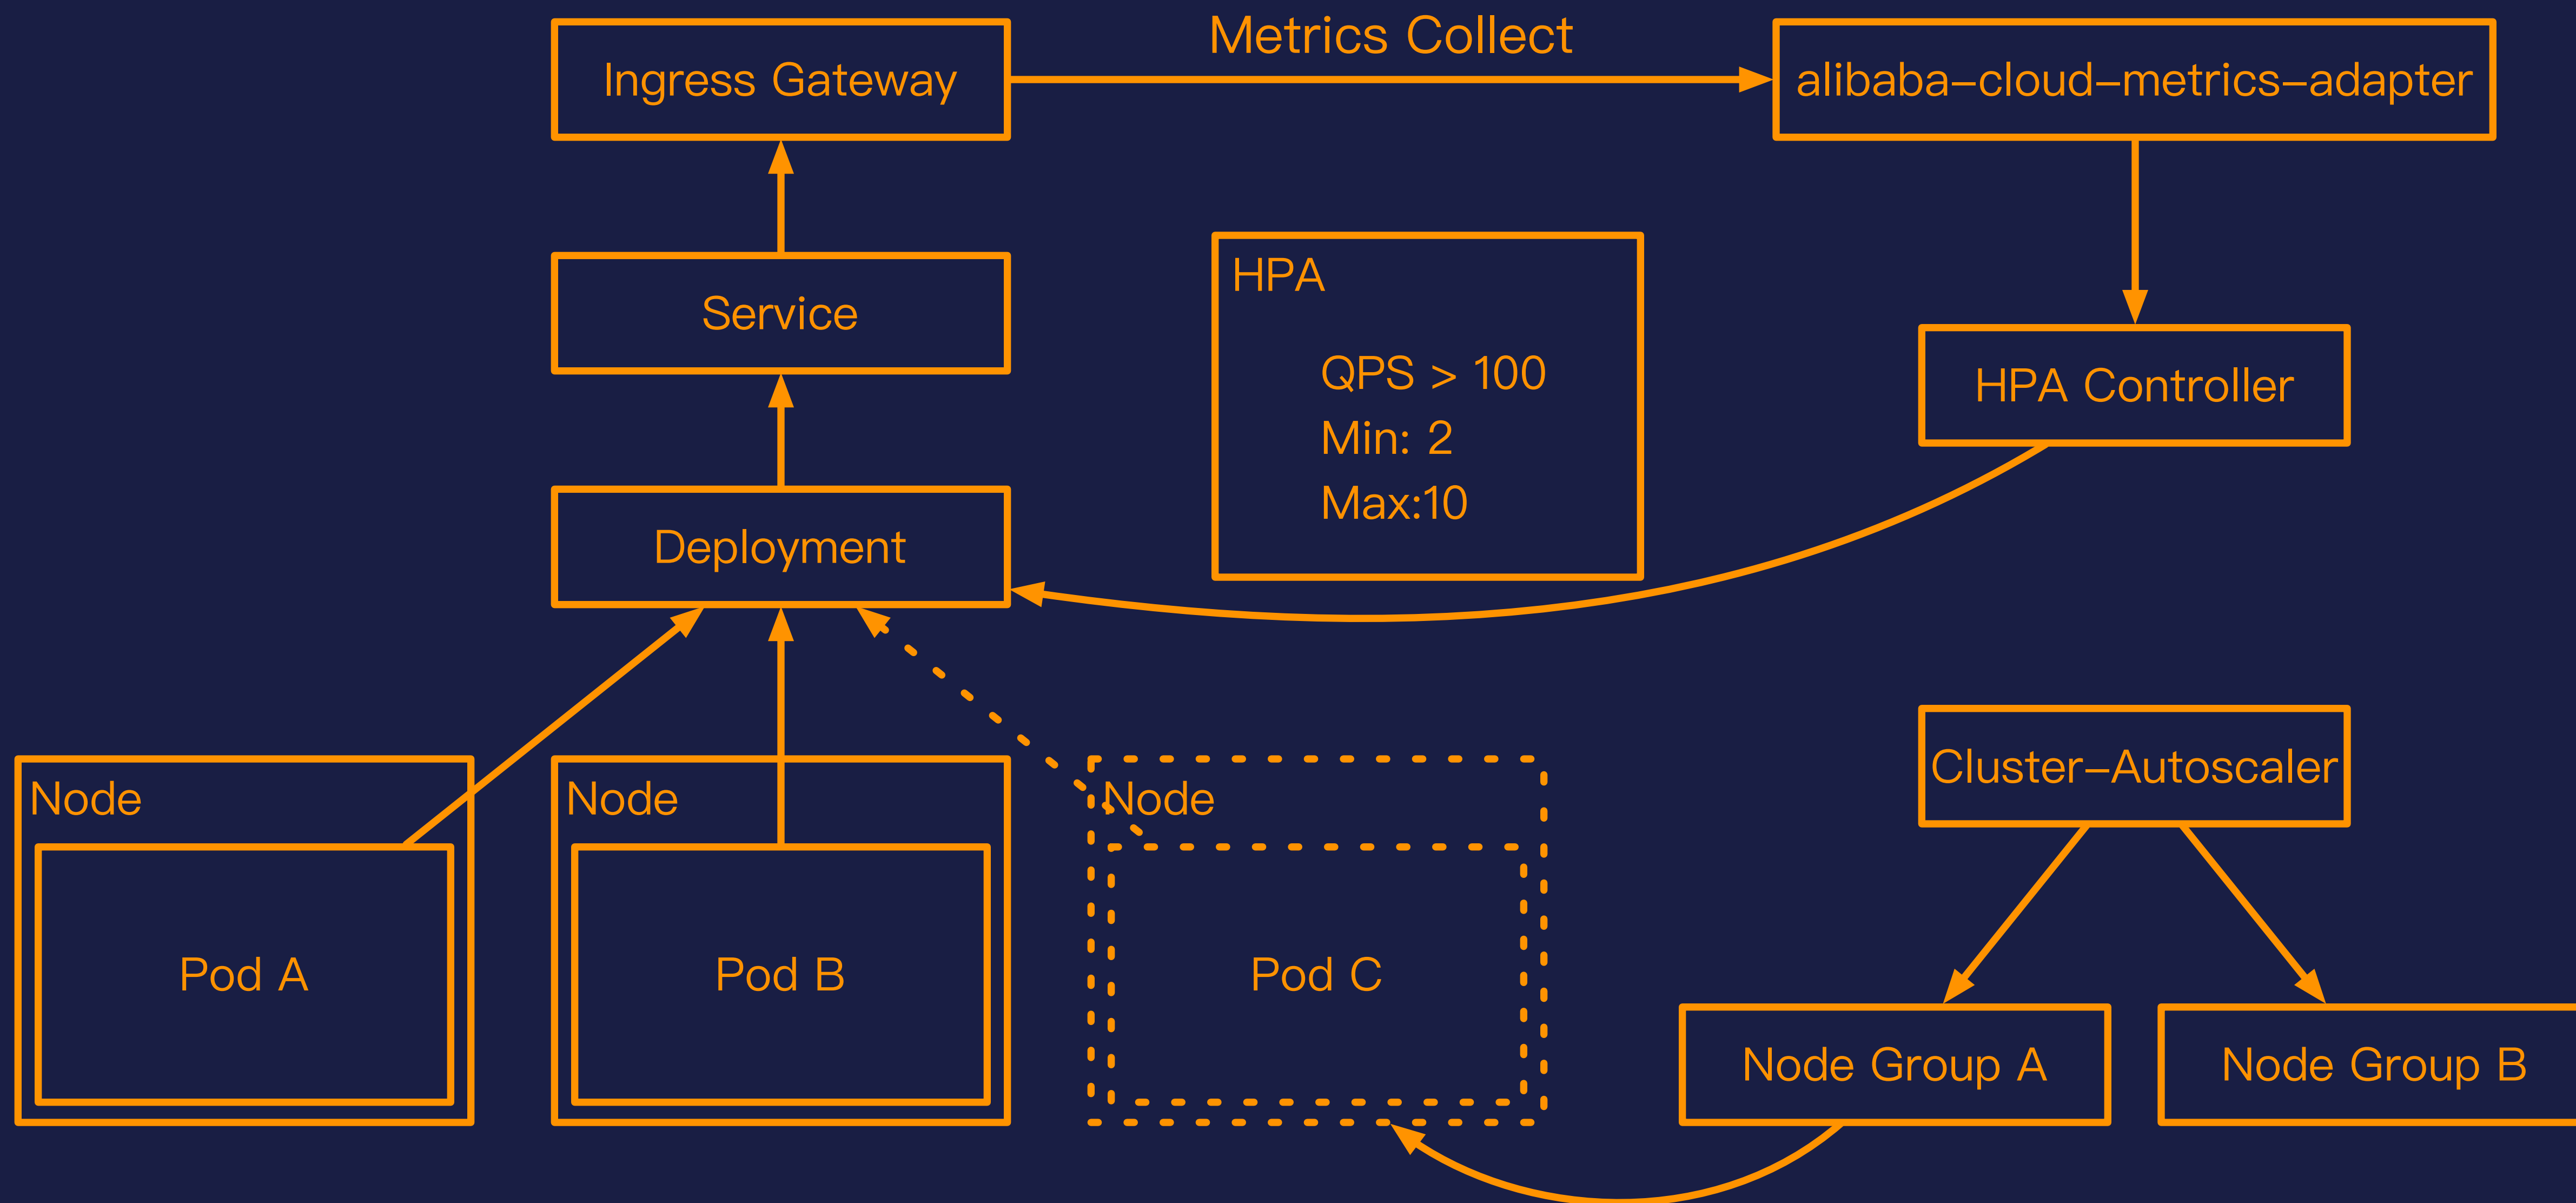 Ingress Gateway
Metrics Collect
alibaba-cloud-metrics-adapter
Service
HPA
QPS > 100
Min: 2
Max:10
HPA Controller
Deployment
Node
Pod A
Node
Pod B
Node
Pod C
Cluster-Autoscaler
Node Group A
Node Group B